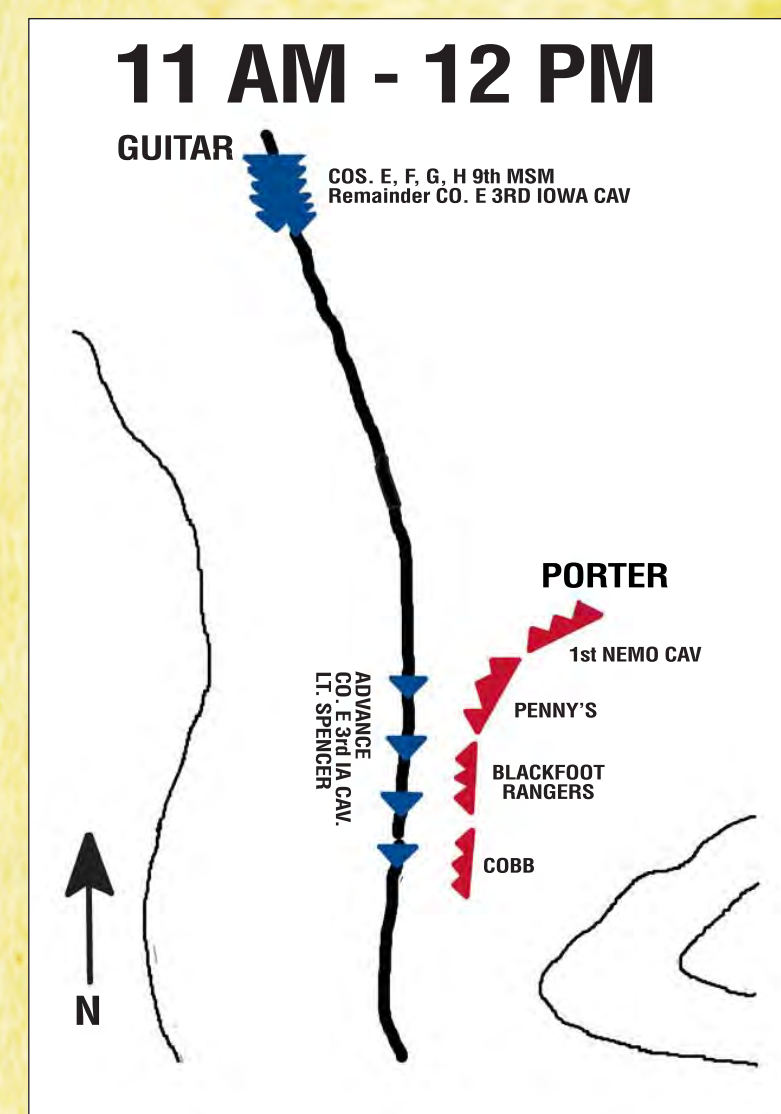 11 AM - 12 PM
GUITAR
COS. E, F, G, H 9th MSM
Remainder CO. E 3RD IOWA CAV
PORTER
1st NEMO CAV
PENNY'S
ADVANCE
CO. E 3rd IA CAV.
LT. SPENCER
BLACKFOOT
RANGERS
COBB
N